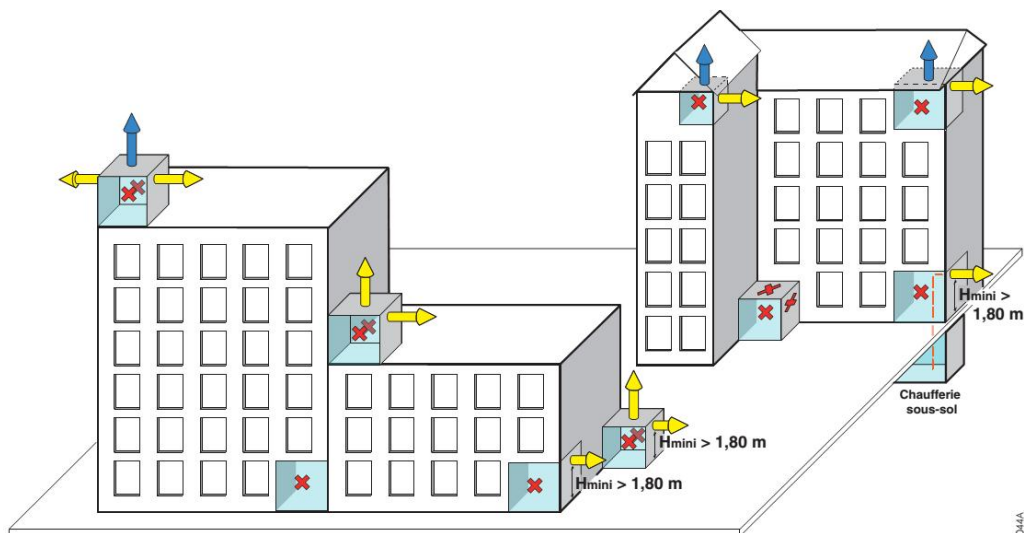 Hmini >
1,80 m
Chaufferie
sous-sol
Hmini > 1,80 m
Hmini > 1,80 m